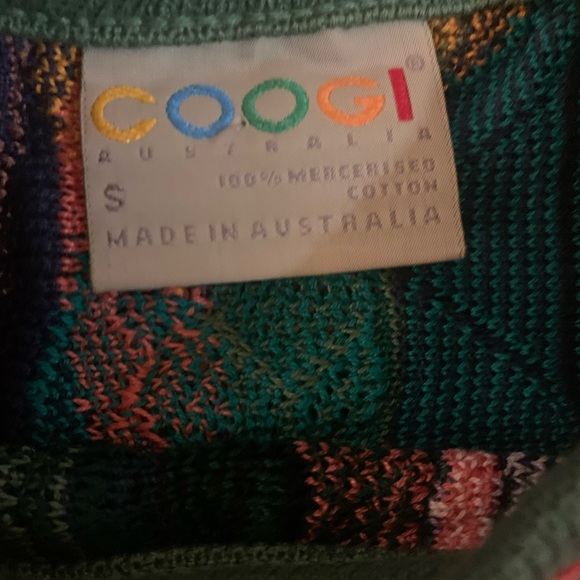 COOGI®
AUSTRALIA
S
100% MERCERISED
COTTON
MADE IN AUSTRALIA